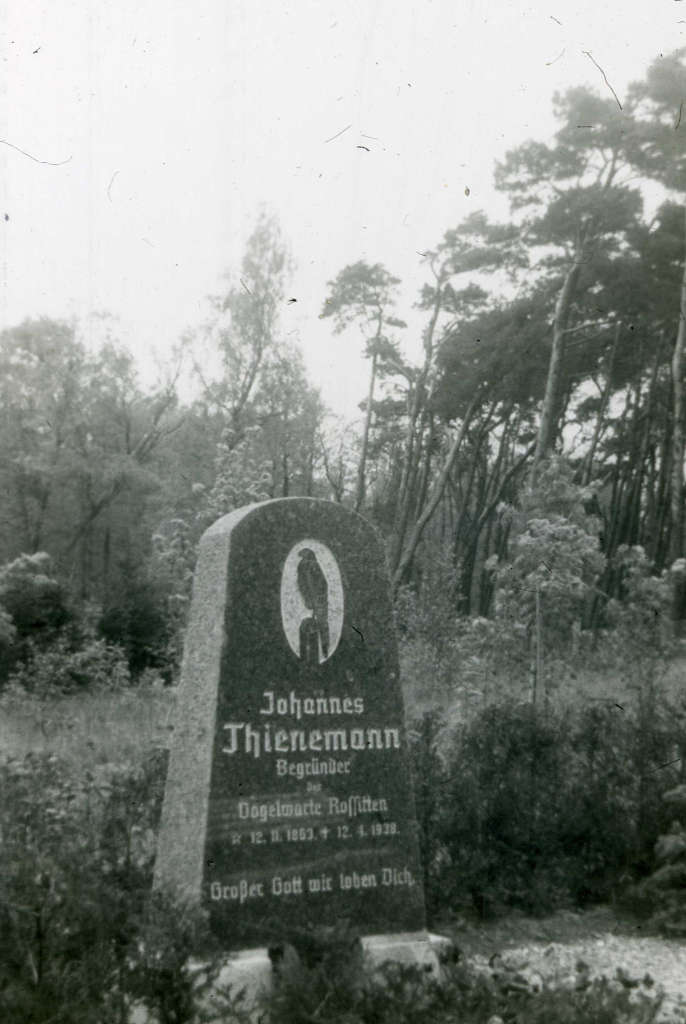 Johannes
Thienemann
Begründer
der
Vogelwarte Rossitten
☆ 12. 11. 1863. + 12. 4. 1938.
Großer Gott wir loben Dich.